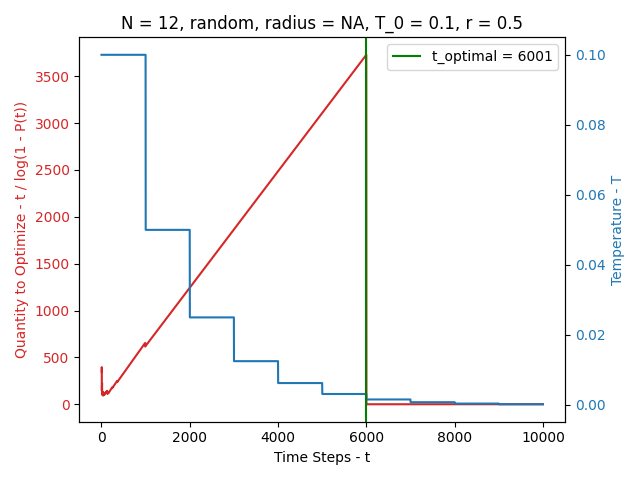 N = 12, random, radius = NA, T_0 = 0.1, r = 0.5
t_optimal = 6001
Quantity to Optimize - t / log(1 - P(t))
3500
3000
2500
2000
1500
1000
500
0
0.10
0.08
0.06
0.04
0.02
0.00
Temperature - T
0 2000 4000 6000 8000 10000
Time Steps - t